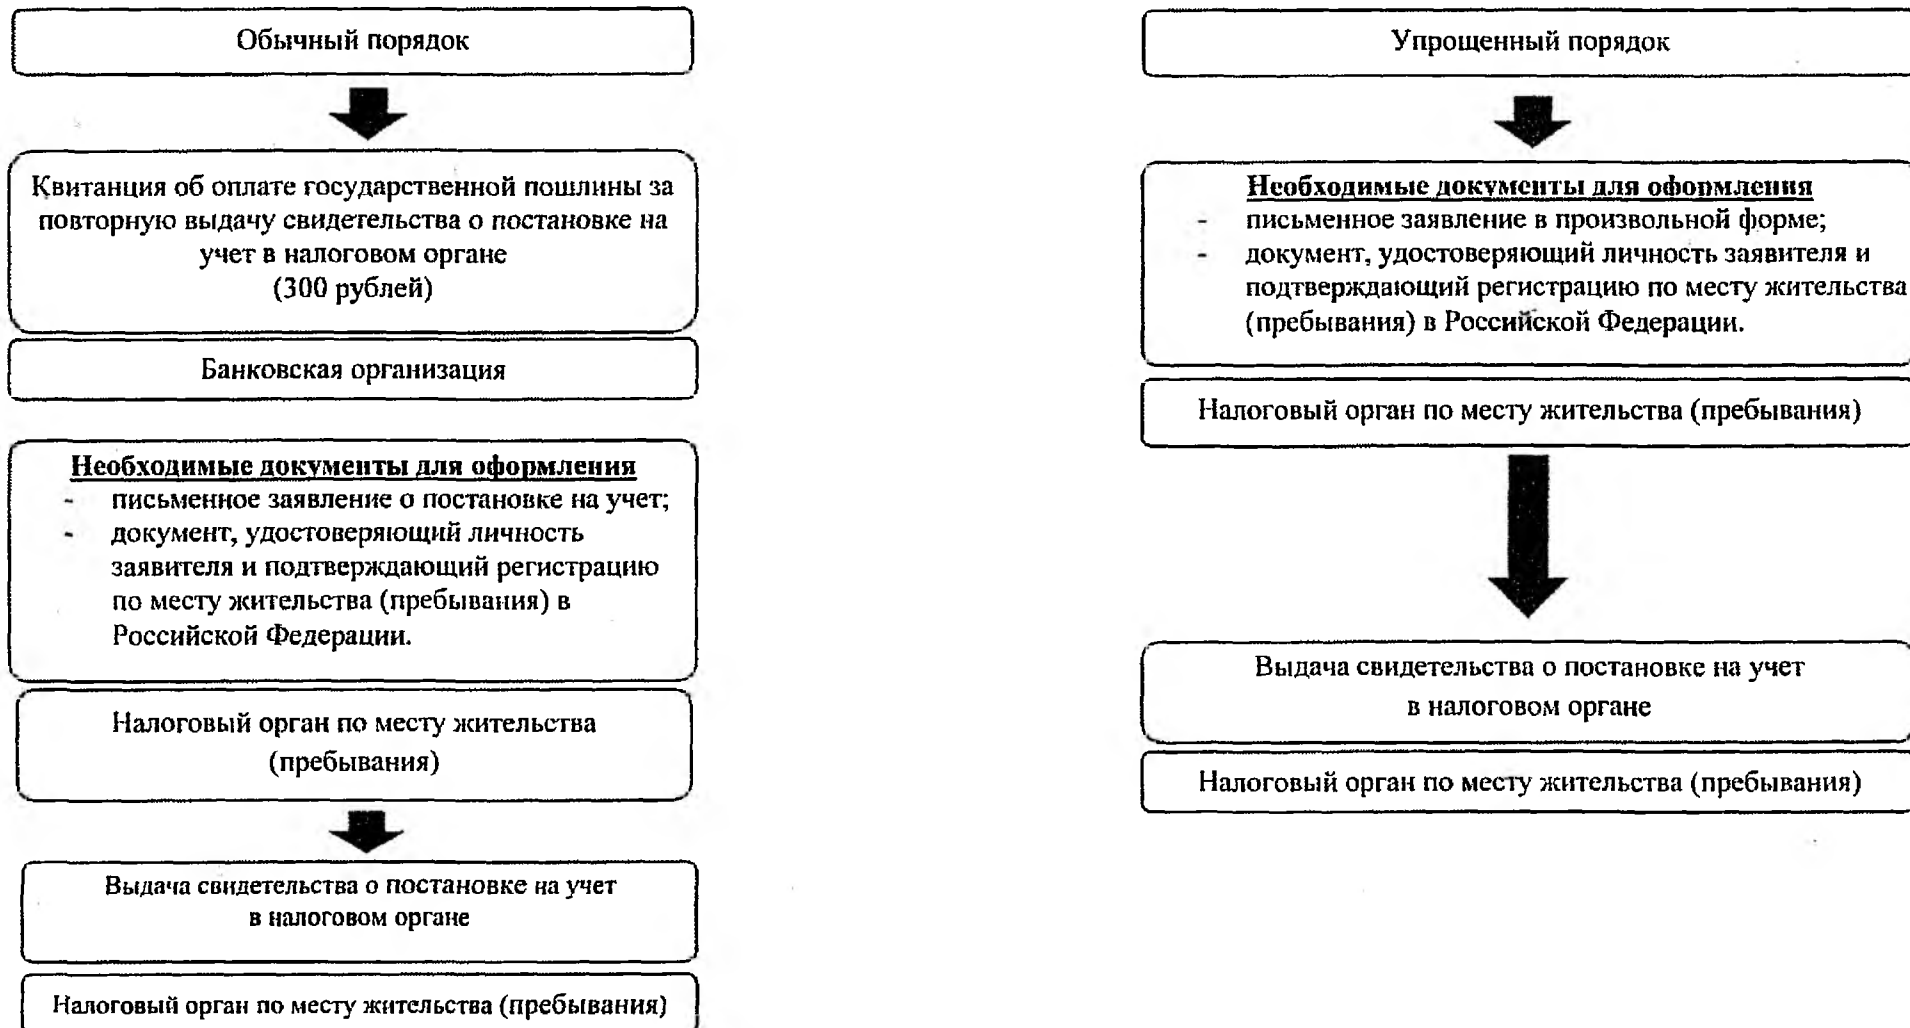 Обычный порядок
Квитанция об оплате государственной пошлины за
повторную выдачу свидетельства о постановке на
учет в налоговом органе
(300 рублей)
Банковская организация
Необходимые документы для оформления
- письменное заявление о постановке на учет;
- документ, удостоверяющий личность
заявителя и подтверждающий регистрацию
по месту жительства (пребывания) в
Российской Федерации.
Налоговый орган по месту жительства
(пребывания)
Выдача свидетельства о постановке на учет
в налоговом органе
Налоговый орган по месту жительства (пребывания)
Упрощенный порядок
Необходимые документы для оформления
- письменное заявление в произвольной форме;
- документ, удостоверяющий личность заявителя и
подтверждающий регистрацию по месту жительства
(пребывания) в Российской Федерации.
Налоговый орган по месту жительства (пребывания)
Выдача свидетельства о постановке на учет
в налоговом органе
Налоговый орган по месту жительства (пребывания)